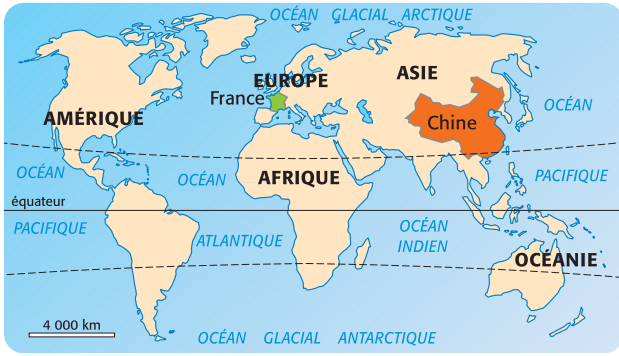 OCÉAN GLACIAL ARCTIQUE
ASIE
EUROPE
France
OCÉAN
AMÉRIQUE
Chine
OCÉAN
OCÉAN
AFRIQUE
PACIFIQUE
équateur
PACIFIQUE
ATLANTIQUE
OCÉAN
INDIEN
OCÉANIE
4 000 km
OCÉAN GLACIAL ANTARCTIQUE